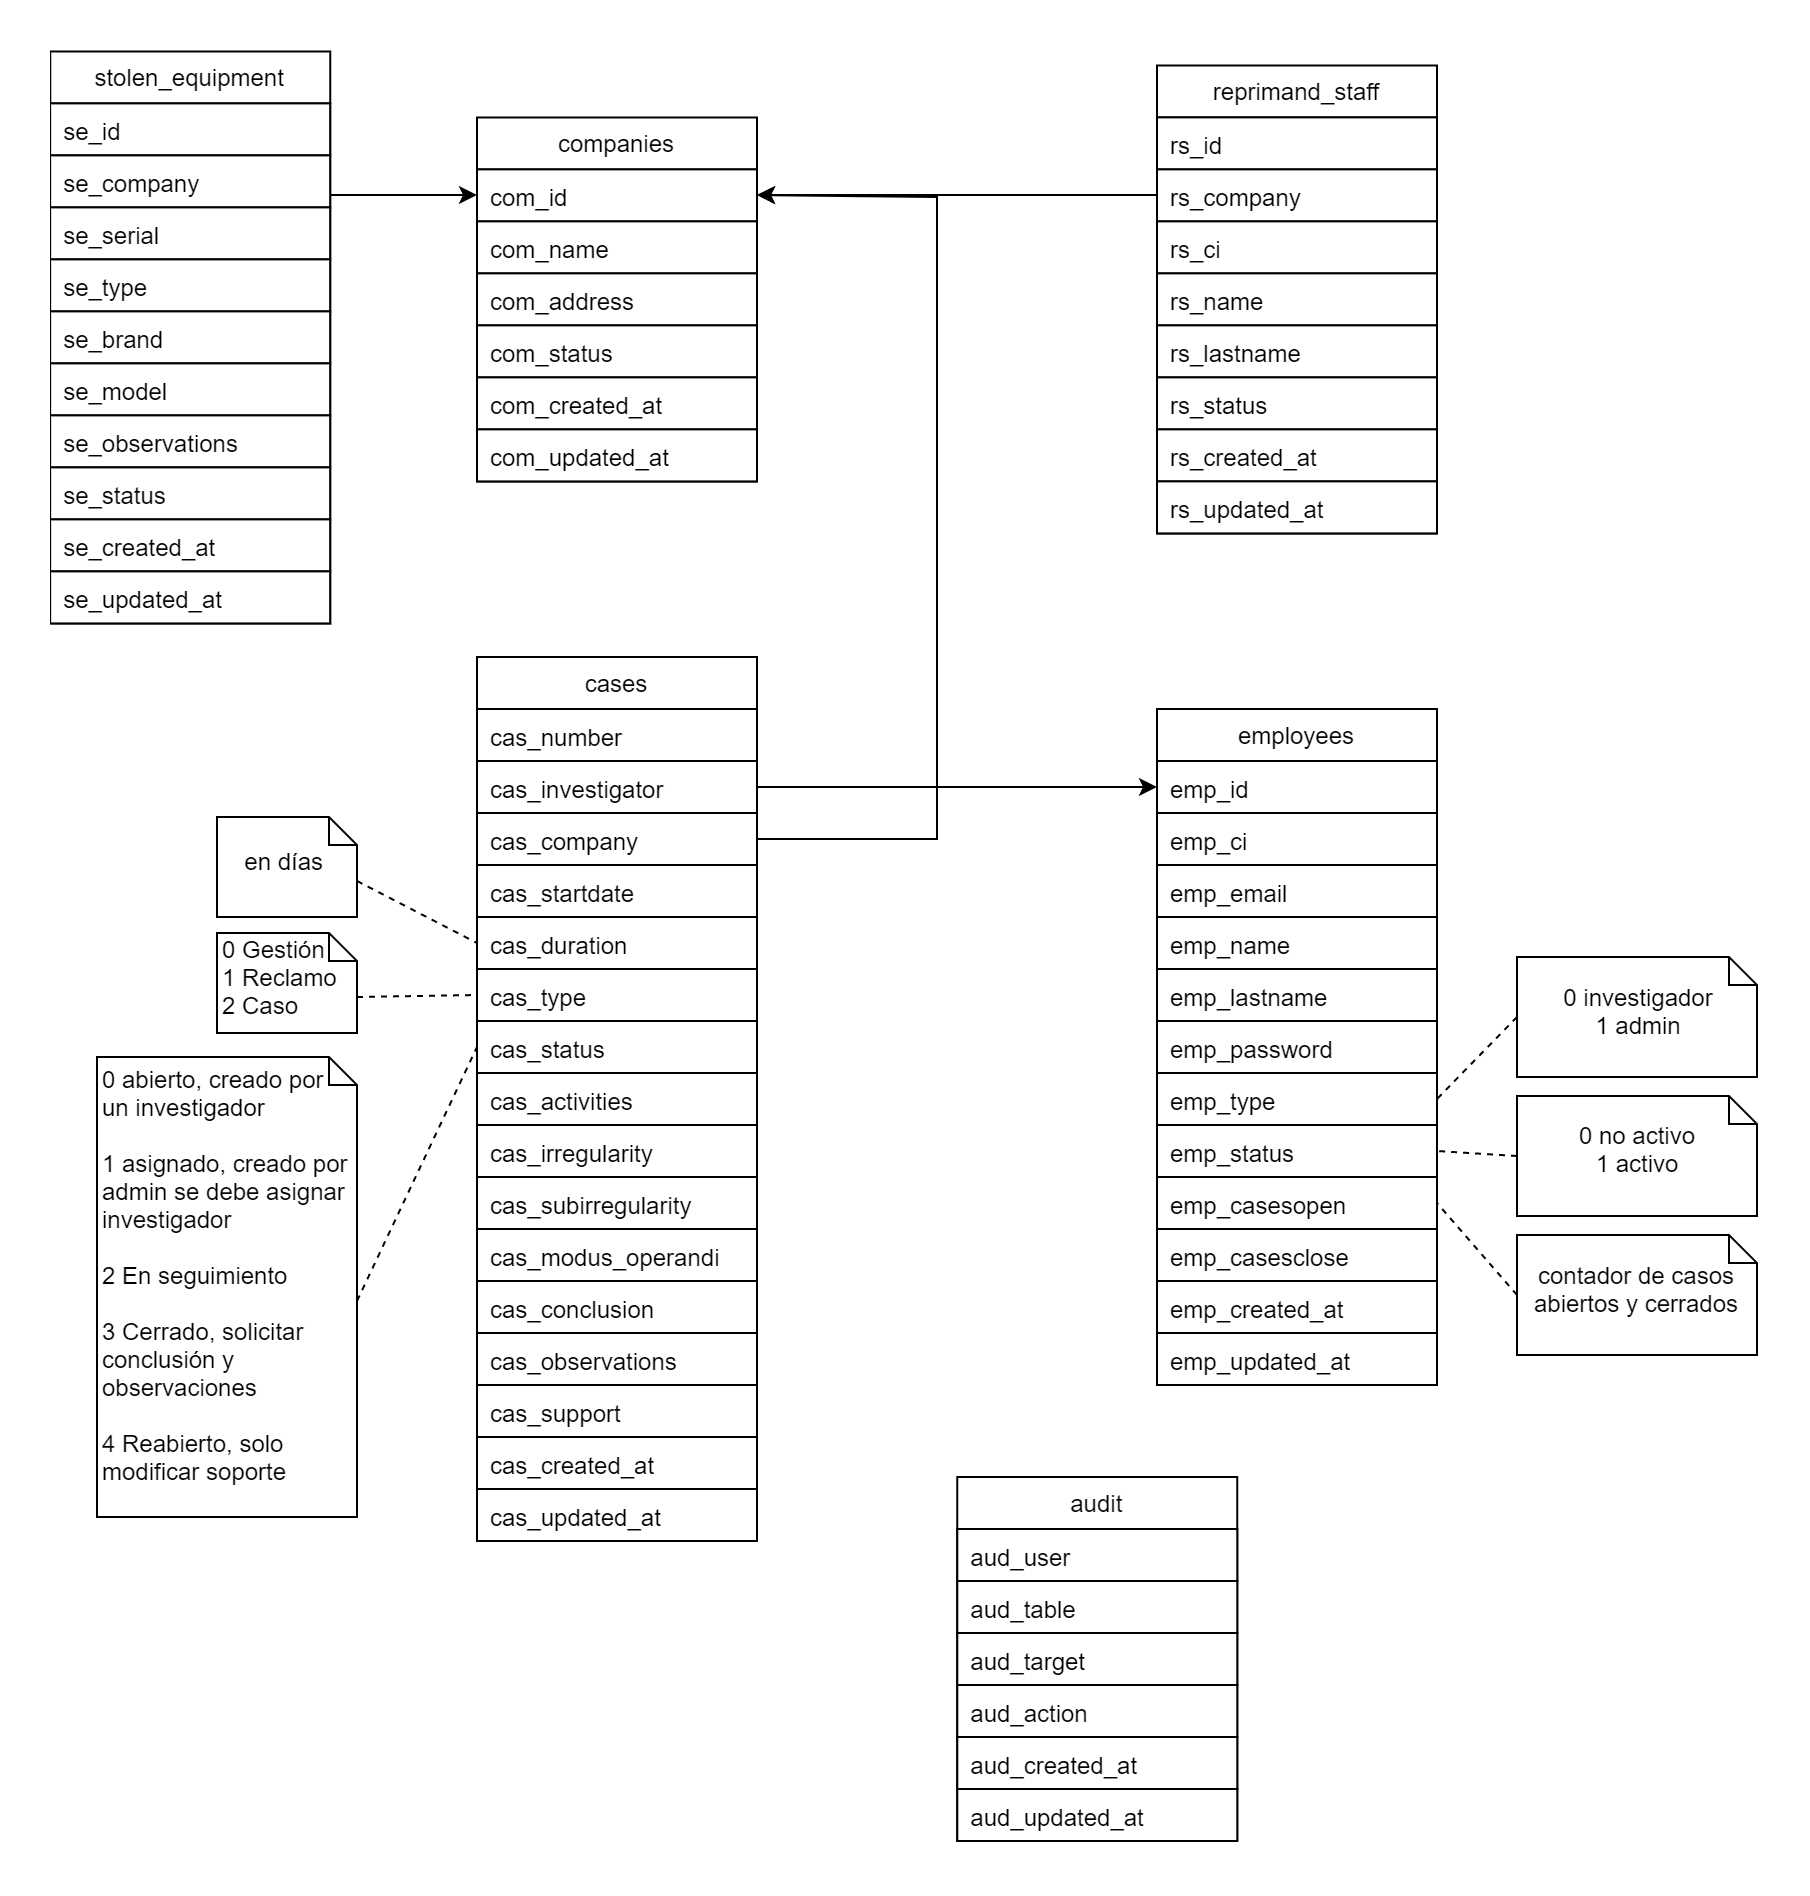 stolen_equipment
se_id
se_company
se_serial
se_type
se_brand
se_model
se_observations
se_status
se_created_at
se_updated_at
companies
com_id
com_name
com_address
com_status
com_created_at
com_updated_at
reprimand_staff
rs_id
rs_company
rs_ci
rs_name
rs_lastname
rs_status
rs_created_at
rs_updated_at
en días
0 Gestión
1 Reclamo
2 Caso
0 abierto, creado por
un investigador
1 asignado, creado por
admin se debe asignar
investigador
2 En seguimiento
3 Cerrado, solicitar
conclusión y
observaciones
4 Reabierto, solo
modificar soporte
cases
cas_number
cas_investigator
cas_company
cas_startdate
cas_duration
cas_type
cas_status
cas_activities
cas_irregularity
cas_subirregularity
cas_modus_operandi
cas_conclusion
cas_observations
cas_support
cas_created_at
cas_updated_at
employees
emp_id
emp_ci
emp_email
emp_name
emp_lastname
emp_password
emp_type
emp_status
emp_casesopen
emp_casesclose
emp_created_at
emp_updated_at
0 investigador
1 admin
0 no activo
1 activo
contador de casos
abiertos y cerrados
audit
aud_user
aud_table
aud_target
aud_action
aud_created_at
aud_updated_at